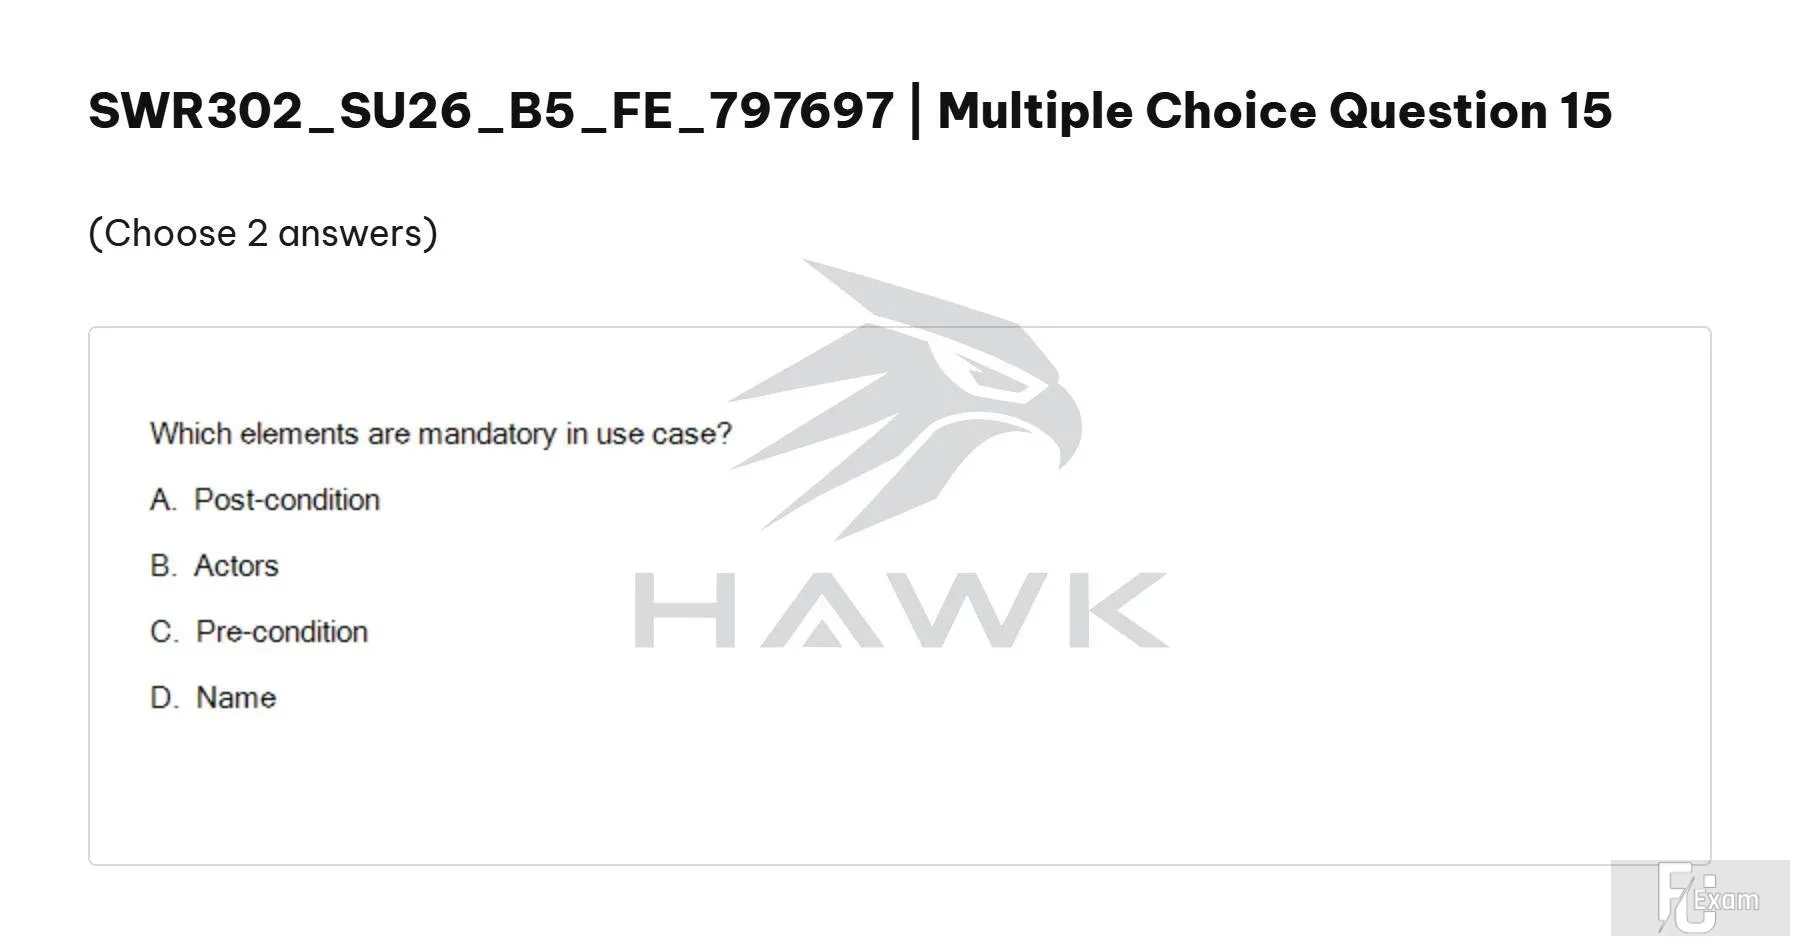 SWR302_SU26_B5_FE_797697 | Multiple Choice Question 15
(Choose 2 answers)
Which elements are mandatory in use case?
A. Post-condition
B. Actors
C. Pre-condition
D. Name
HAWK
FU Exam